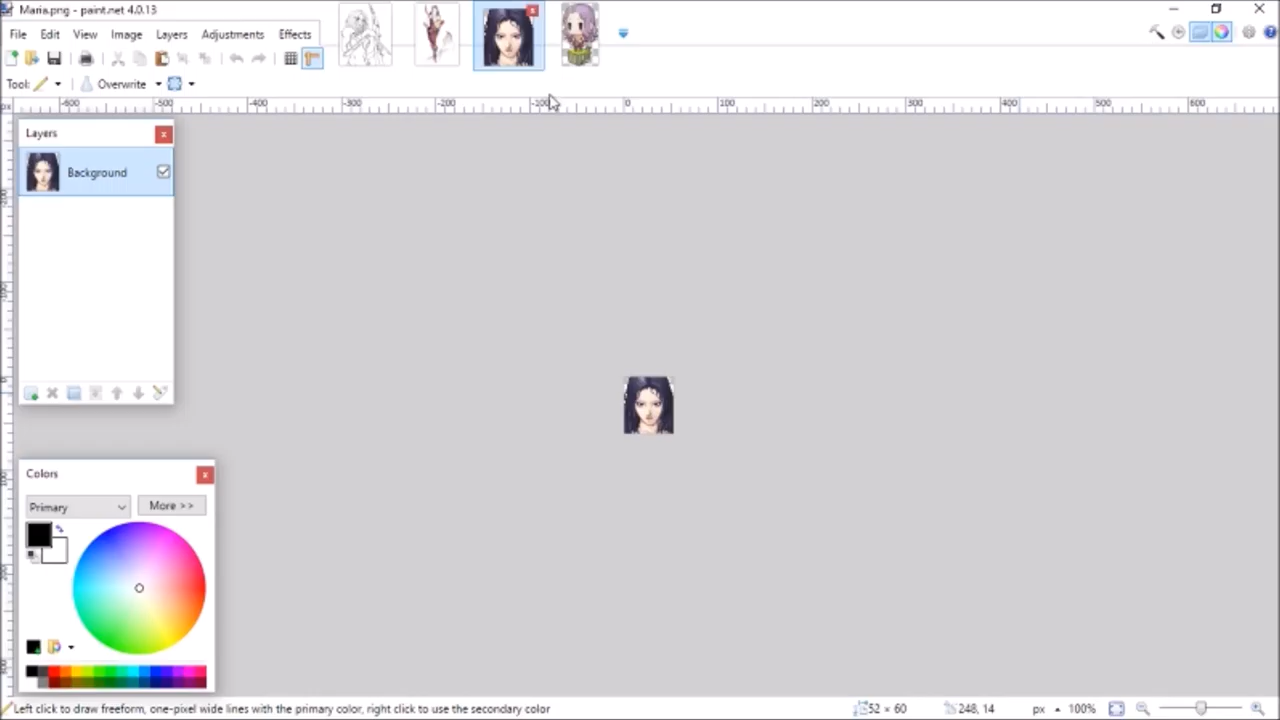 Maria.png - paint.net 4.0.13
File Edit View Image Layers Adjustments Effects
Tool: Overwrite
px -600 -500 -400 -300 -200 -100 0 100 200 300 400 500 600
Layers
Background
Colors
Primary More >>
Left click to draw freeform, one-pixel wide lines with the primary color, right click to use the secondary color 52 × 60 248, 14 px 100%